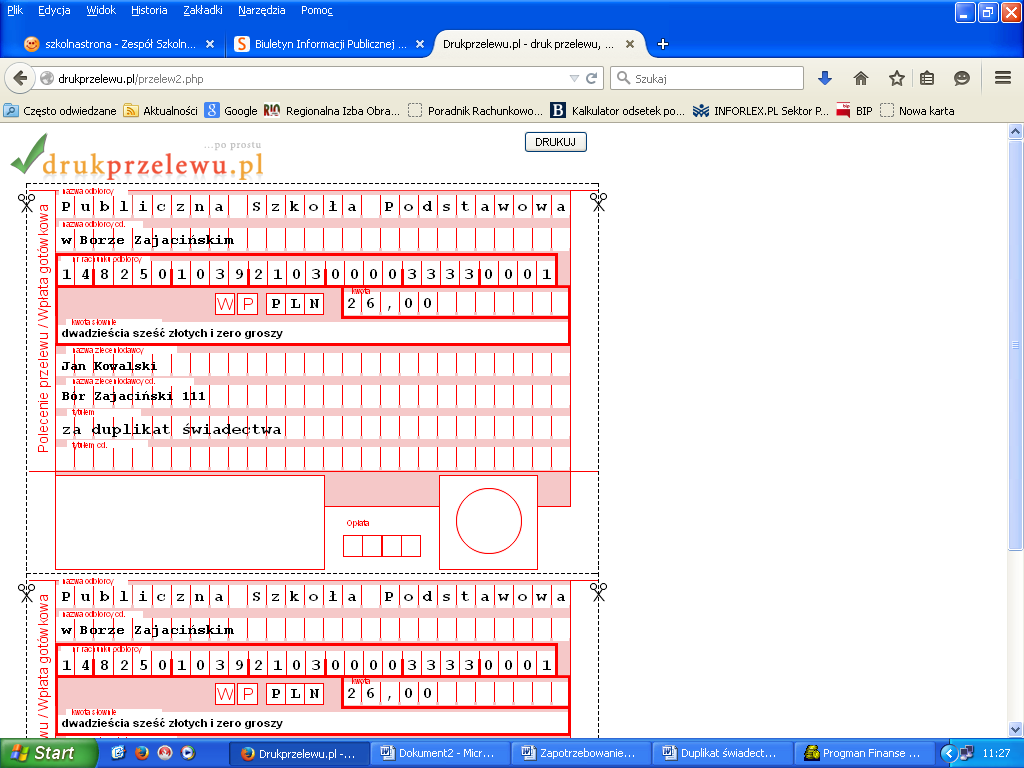 Plik Edycja Widok Historia Zakładki Narzędzia Pomoc
szkolnastrona - Zespół Szkoln... Biuletyn Informacji Publicznej ... Drukprzelewu.pl - druk przelewu, ...
drukprzelewu.pl/przelew2.php Szukaj
Często odwiedzane Aktualności Google Regionalna Izba Obra... Poradnik Rachunkowo... Kalkulator odsetek po... INFORLEX.PL Sektor P... BIP Nowa karta
...po prostu
drukprzelewu.pl
DRUKUJ
Polecenie przelewu / Wpłata gotówkowa
nazwa odbiorcy
Publiczna Szkoła Podstawowa
nazwa odbiorcy cd.
w Borze Zajacińskim
nr rachunku odbiorcy
14825010392103000033330001
kwota
WP PLN 26,00
kwota słownie
dwadzieścia sześć złotych i zero groszy
nazwa zleceniodawcy
Jan Kowalski
nazwa zleceniodawcy cd.
Bór Zajaciński 111
tytułem
za duplikat świadectwa
tytułem cd.
Opłata
wu / Wpłata gotówkowa
nazwa odbiorcy
Publiczna Szkoła Podstawowa
nazwa odbiorcy cd.
w Borze Zajacińskim
nr rachunku odbiorcy
14825010392103000033330001
kwota
WP PLN 26,00
kwota słownie
dwadzieścia sześć złotych i zero groszy
Start Drukprzelewu.pl -... Dokument2 - Micr... Zapotrzebowanie... Duplikat świadect... Progman Finanse ... 11:27